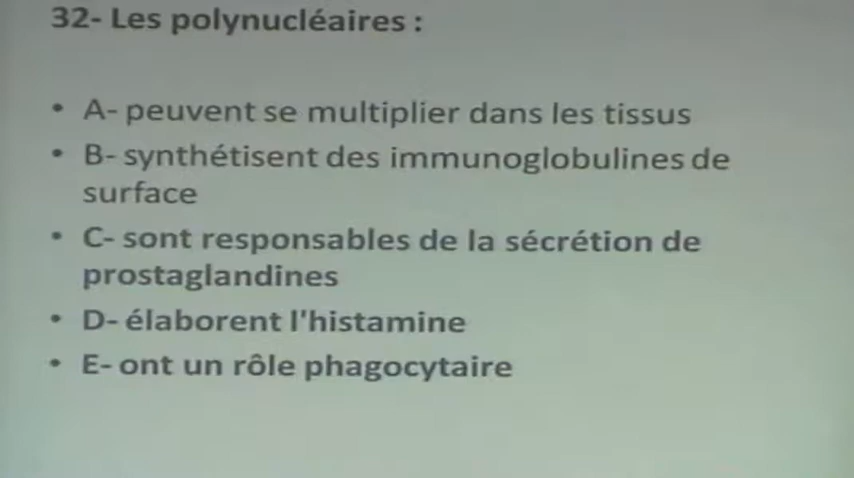 32- Les polynucléaires :
• A- peuvent se multiplier dans les tissus
• B- synthétisent des immunoglobulines de
surface
• C- sont responsables de la sécrétion de
prostaglandines
• D- élaborent l'histamine
• E- ont un rôle phagocytaire